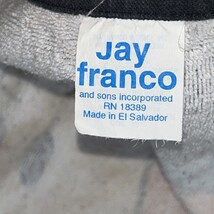 Jay
franco
and sons incorporated
RN 18389
Made in El Salvador